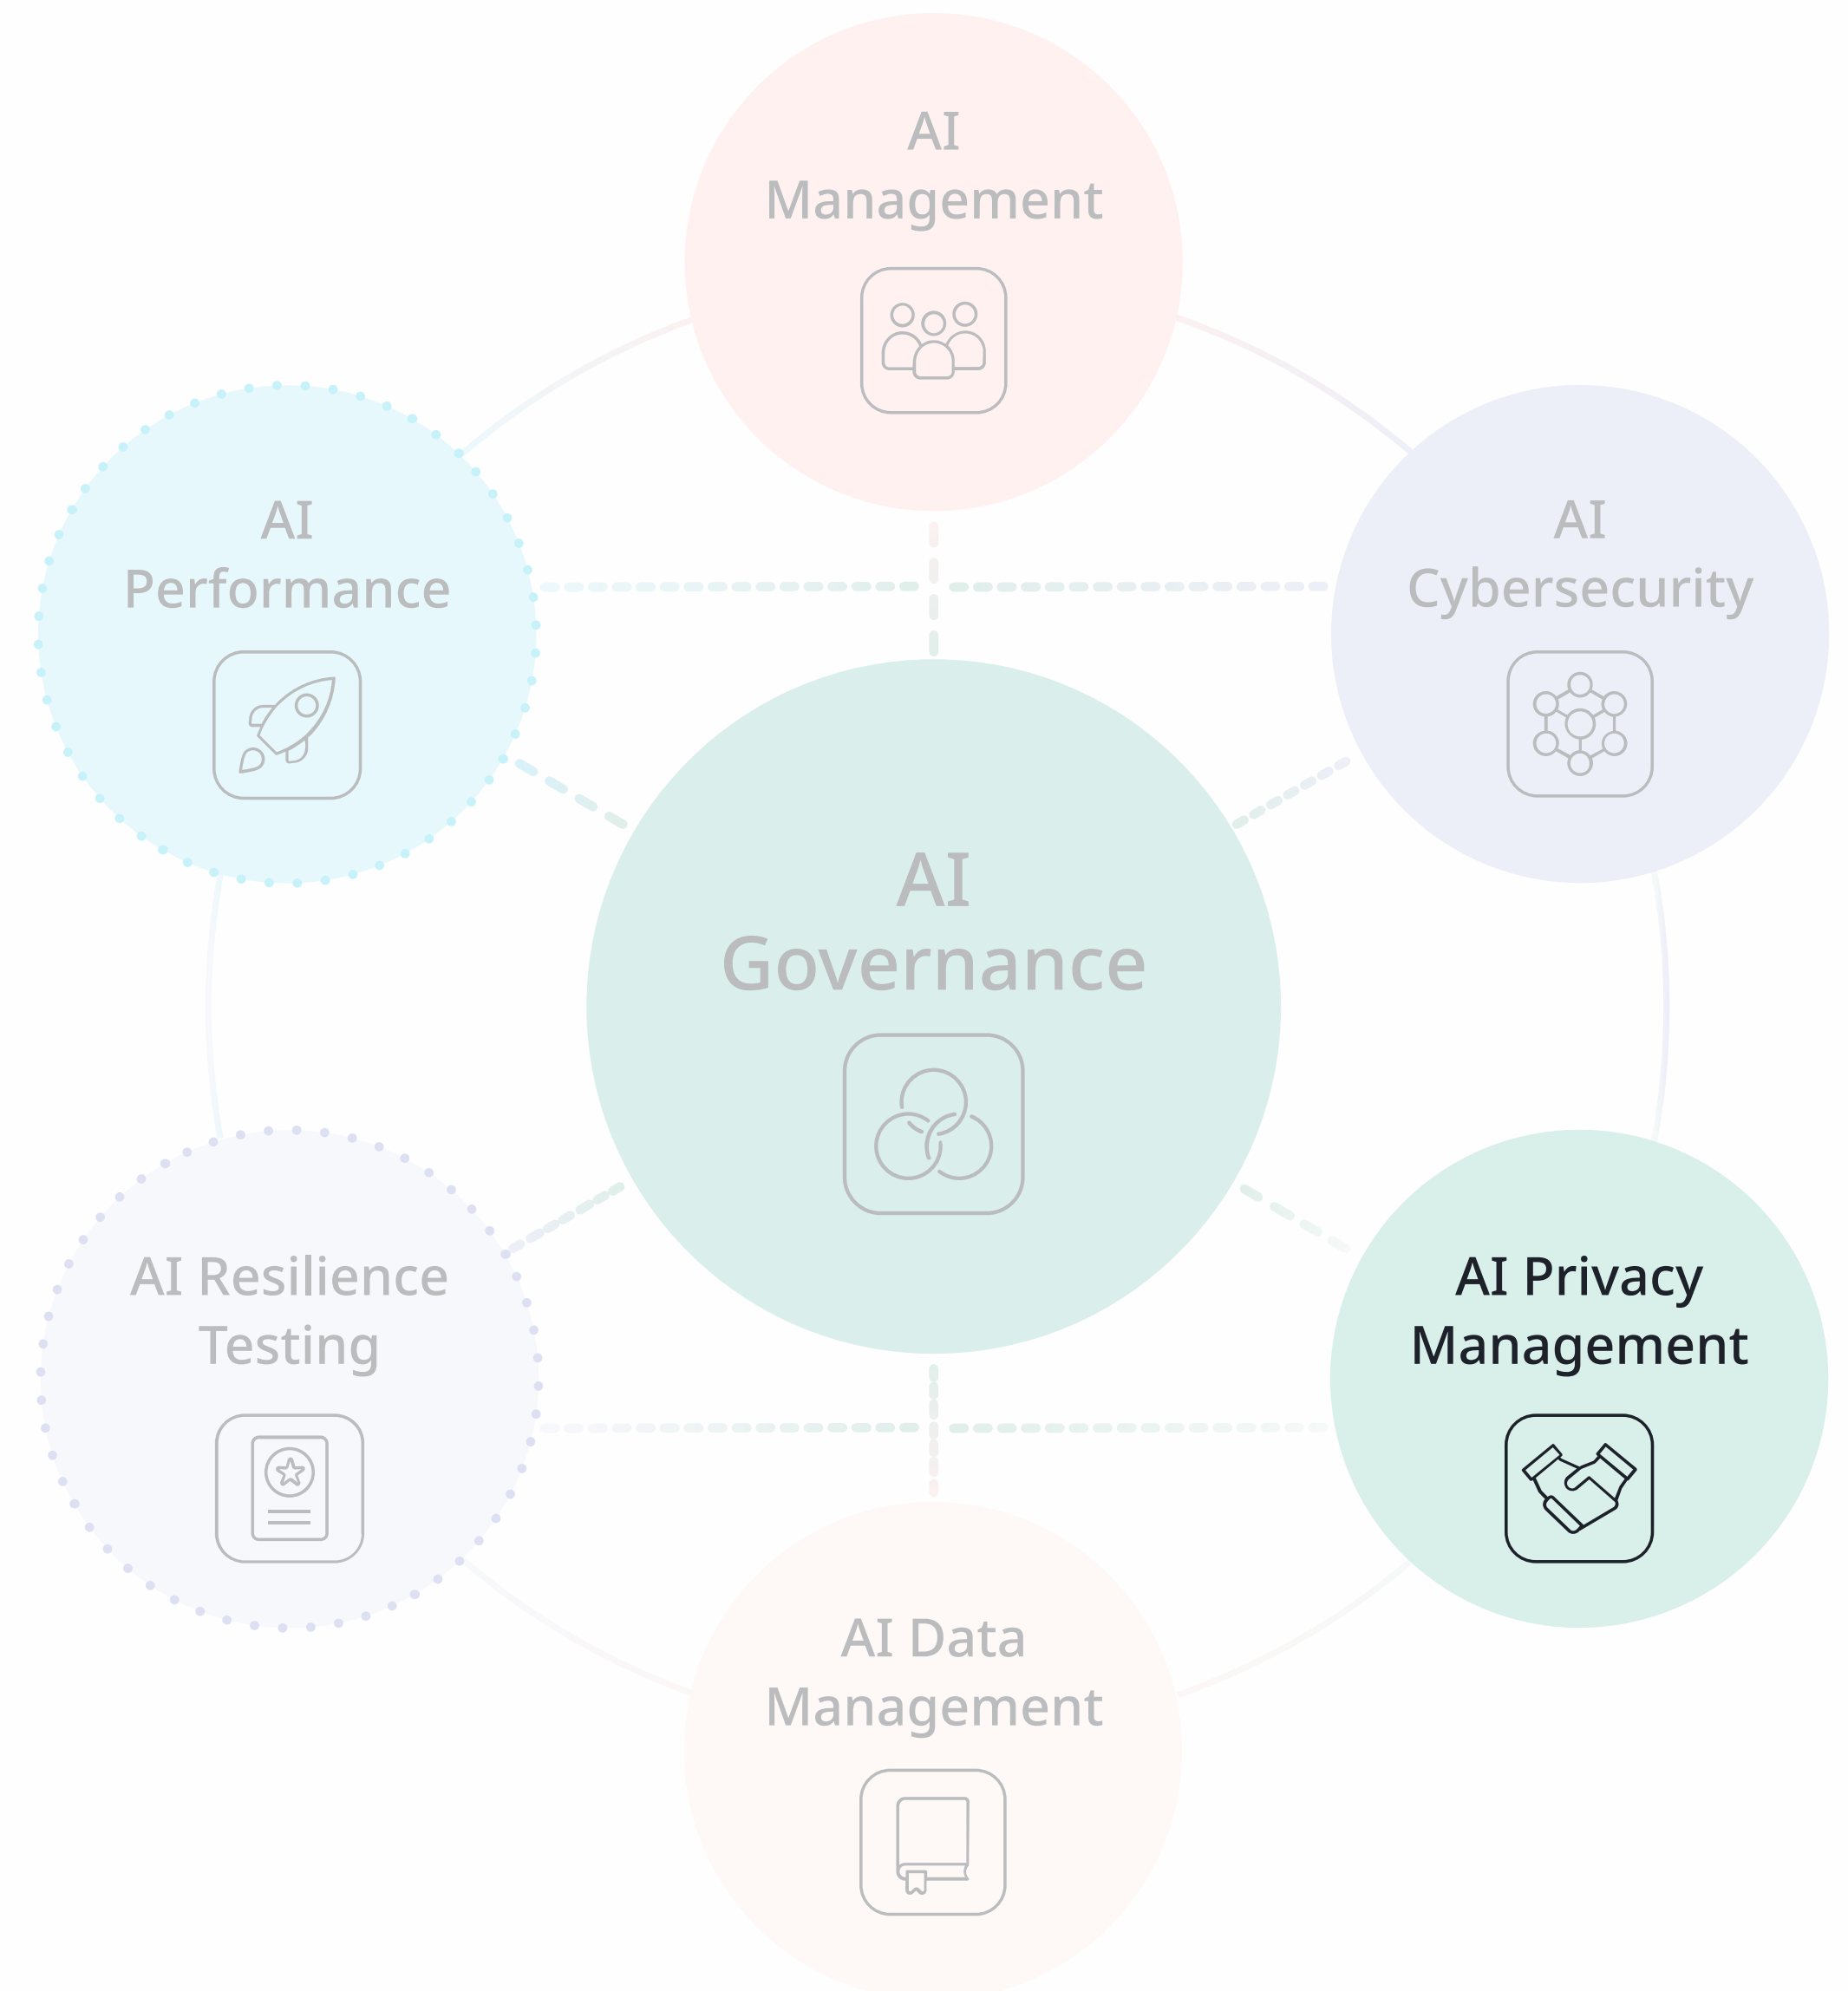 AI
Management
AI
Performance
AI
Cybersecurity
AI
Governance
AI Resilience
Testing
AI Privacy
Management
AI Data
Management